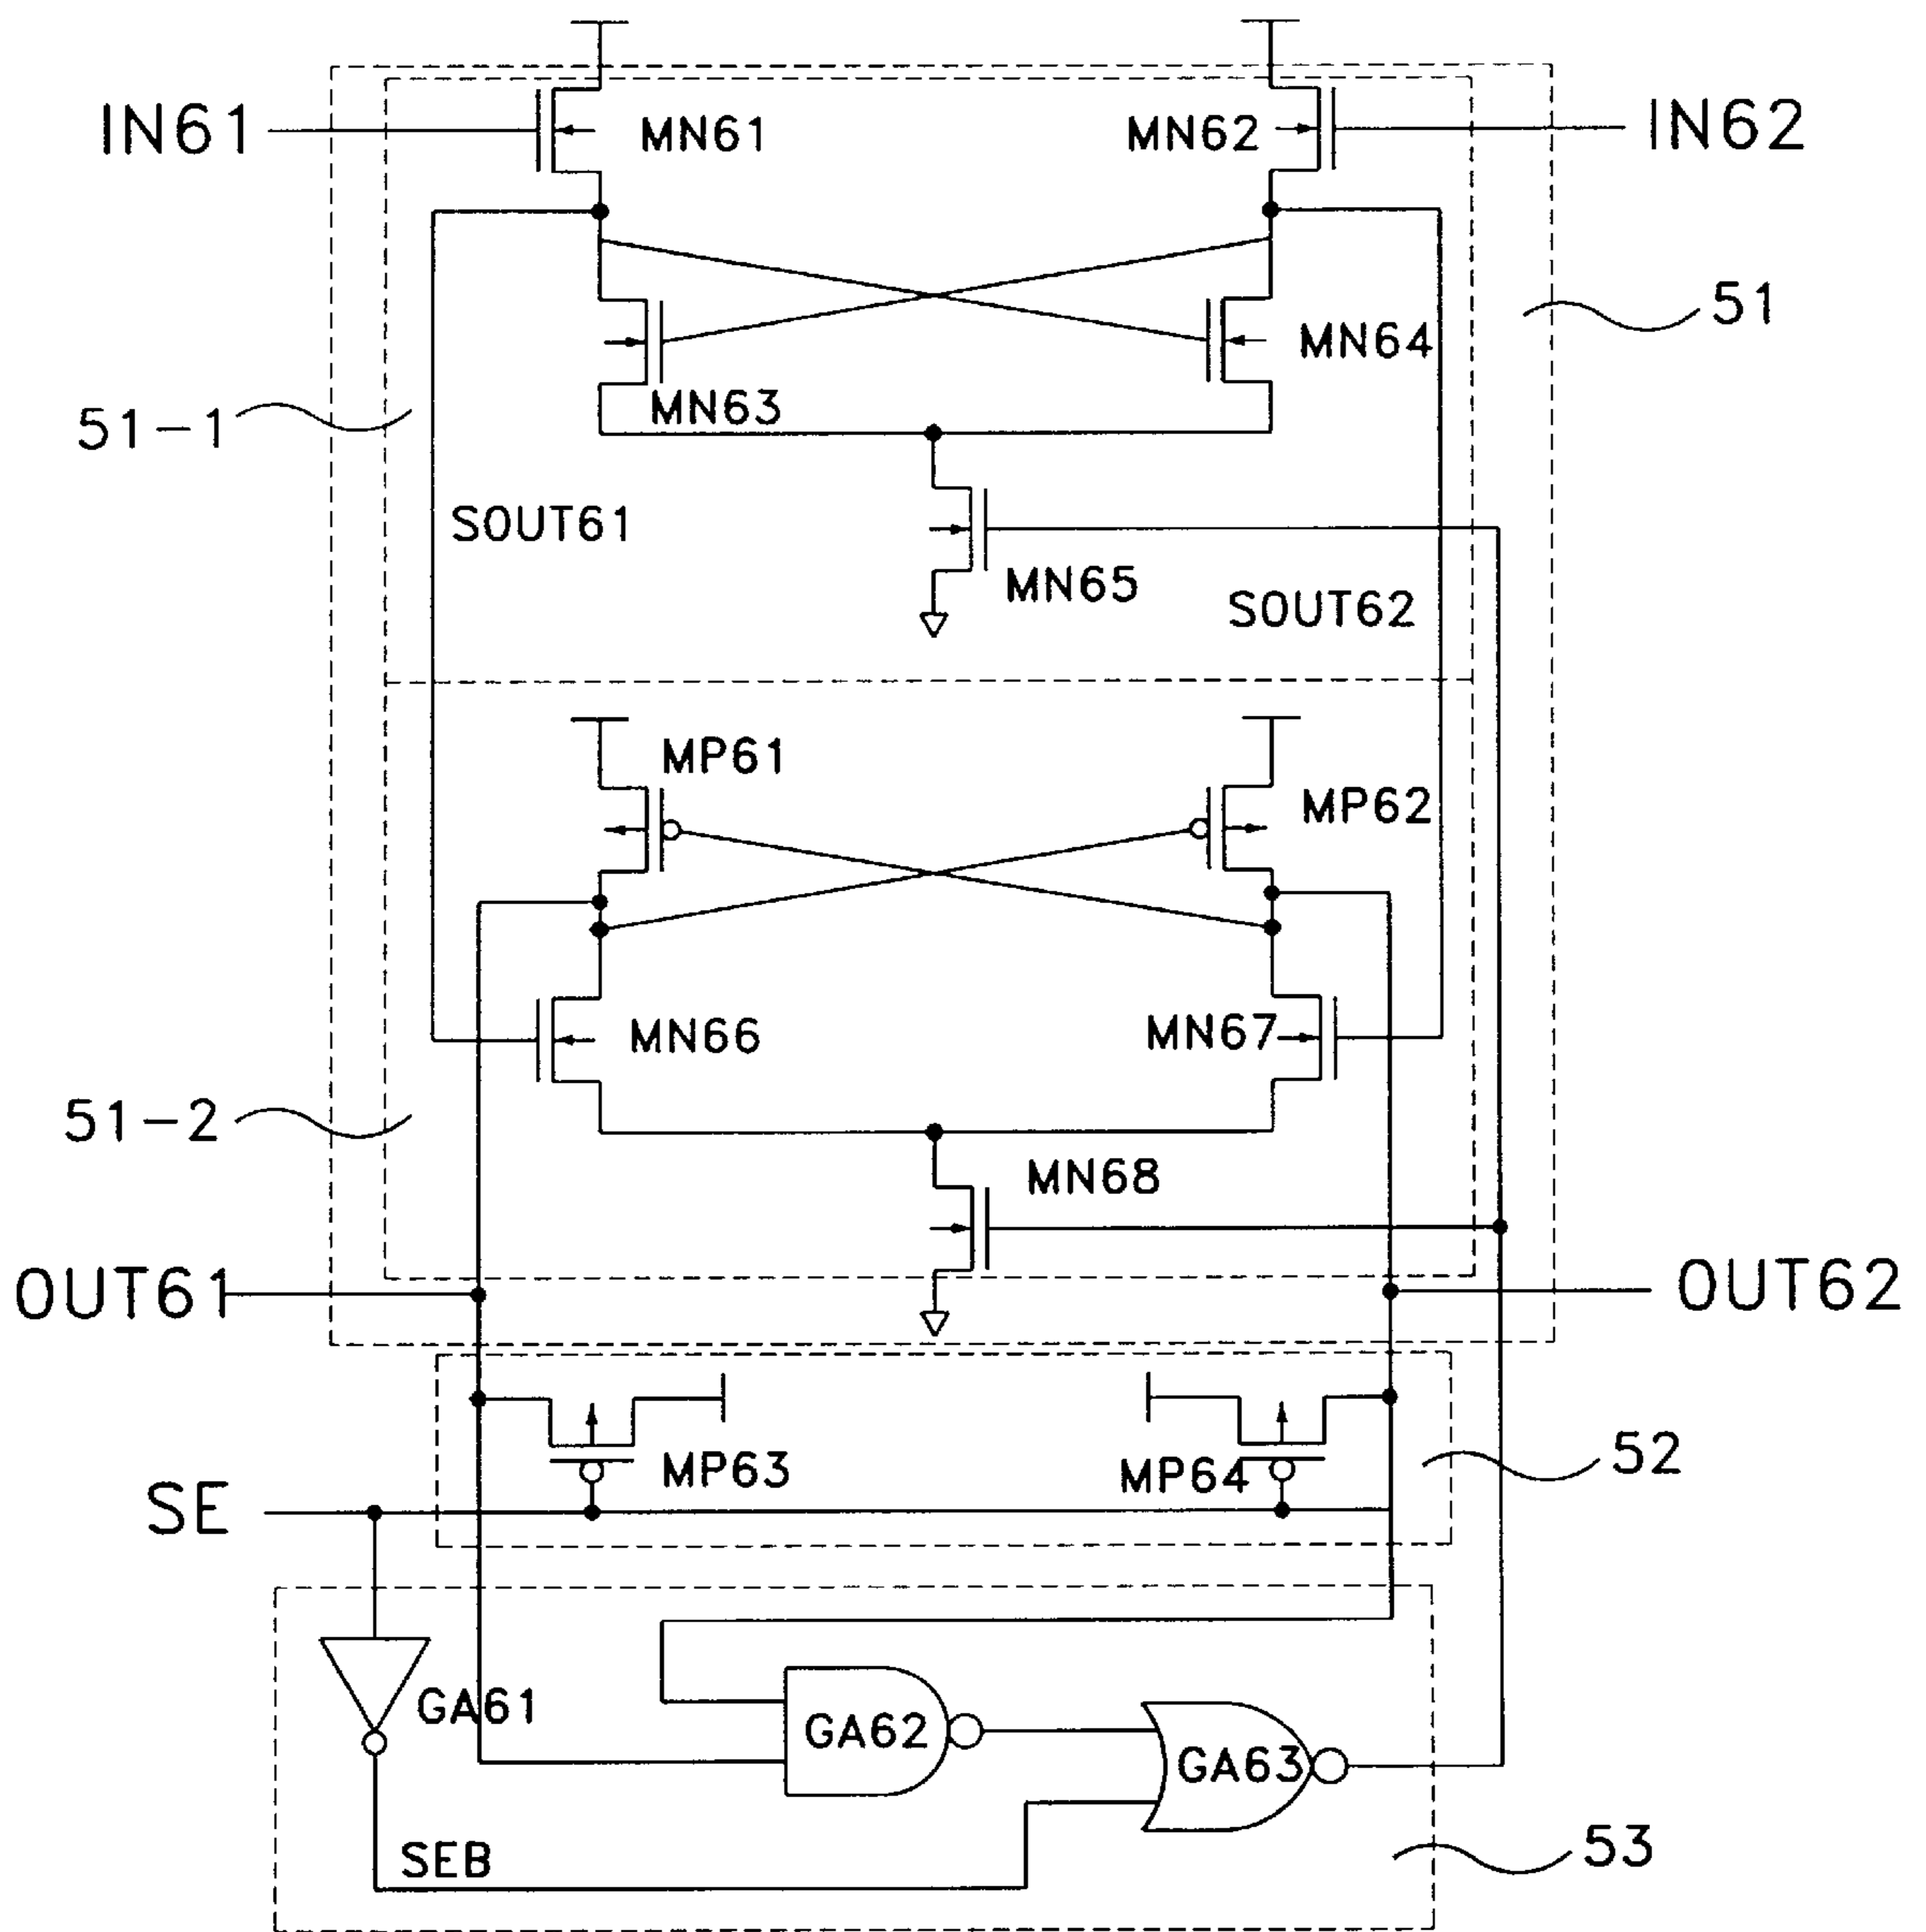 IN61
MN61
MN62
IN62
51
MN64
MN63
51-1
SOUT61
MN65
SOUT62
MP61
MP62
MN66
MN67
51-2
MN68
OUT61
OUT62
MP63
MP64
52
SE
GA61
GA62
GA63
SEB
53